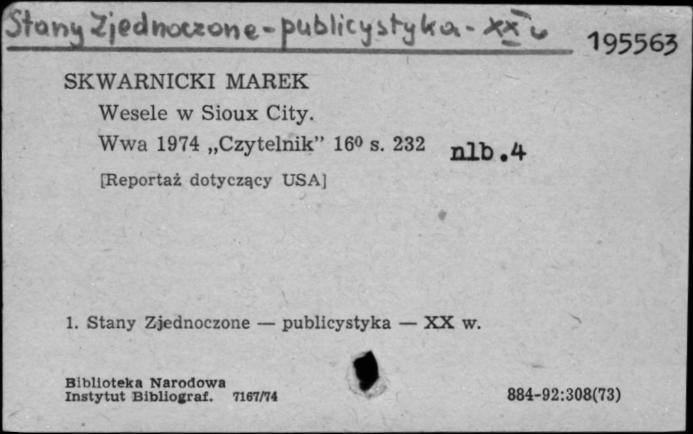 Stany Zjednoczone - publicystyka - XX w
195563
SKWARNICKI MAREK
Wesele w Sioux City.
Wwa 1974 „Czytelnik” 16⁰ s. 232 nlb.4
[Reportaż dotyczący USA]
1. Stany Zjednoczone — publicystyka — XX w.
Biblioteka Narodowa
Instytut Bibliograf. 7167/74
884-92:308(73)